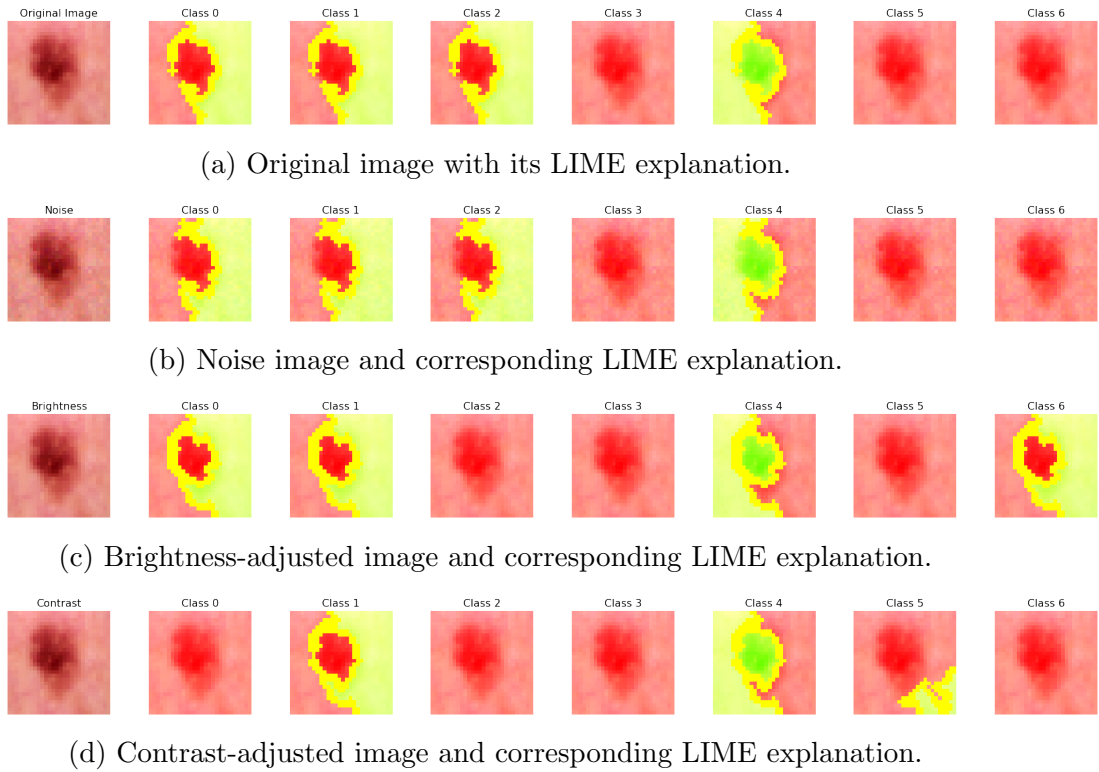 Original Image Class 0 Class 1 Class 2 Class 3 Class 4 Class 5 Class 6
(a) Original image with its LIME explanation.
Noise Class 0 Class 1 Class 2 Class 3 Class 4 Class 5 Class 6
(b) Noise image and corresponding LIME explanation.
Brightness Class 0 Class 1 Class 2 Class 3 Class 4 Class 5 Class 6
(c) Brightness-adjusted image and corresponding LIME explanation.
Contrast Class 0 Class 1 Class 2 Class 3 Class 4 Class 5 Class 6
(d) Contrast-adjusted image and corresponding LIME explanation.